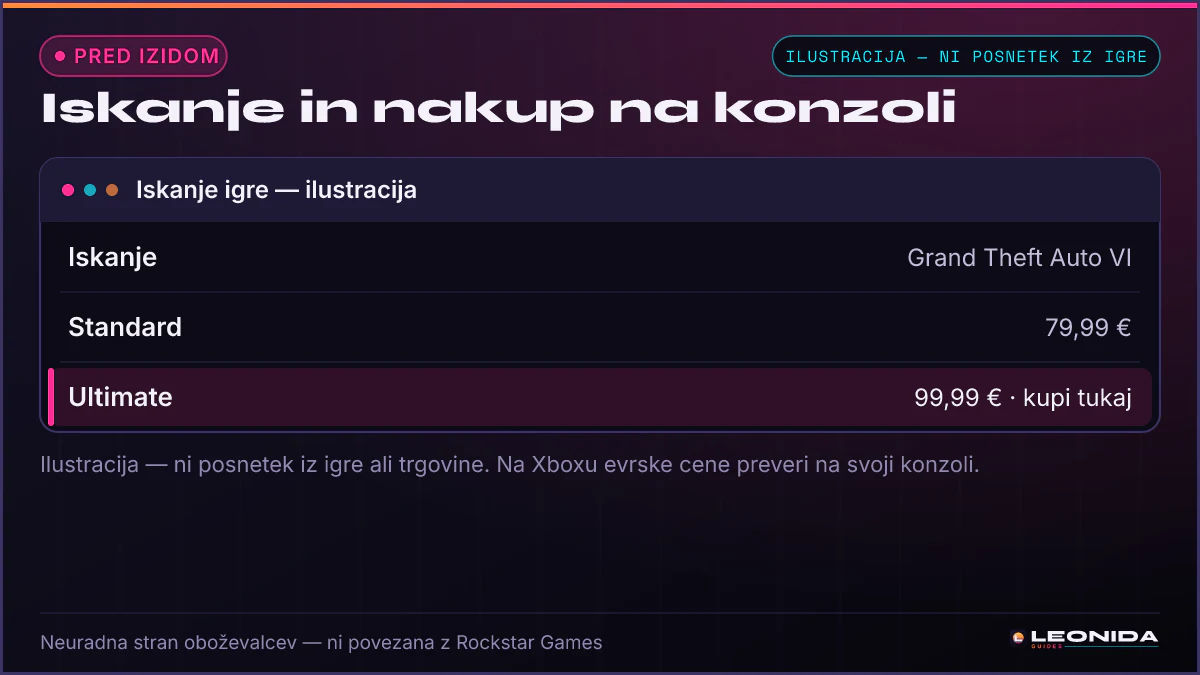 PRED IZIDOM
ILUSTRACIJA — NI POSNETEK IZ IGRE
Iskanje in nakup na konzoli
Iskanje igre — ilustracija
Iskanje Grand Theft Auto VI
Standard 79,99 €
Ultimate 99,99 € · kupi tukaj
Ilustracija — ni posnetek iz igre ali trgovine. Na Xboxu evrske cene preveri na svoji konzoli.
Neuradna stran oboževalcev — ni povezana z Rockstar Games
LEONIDA
GUIDES